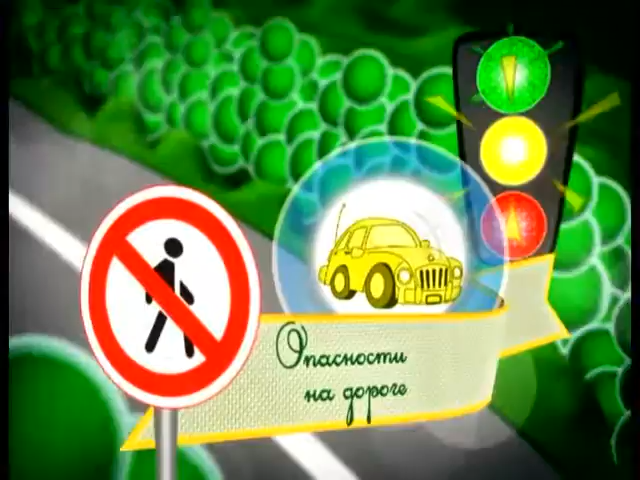 Опасности
на дороге